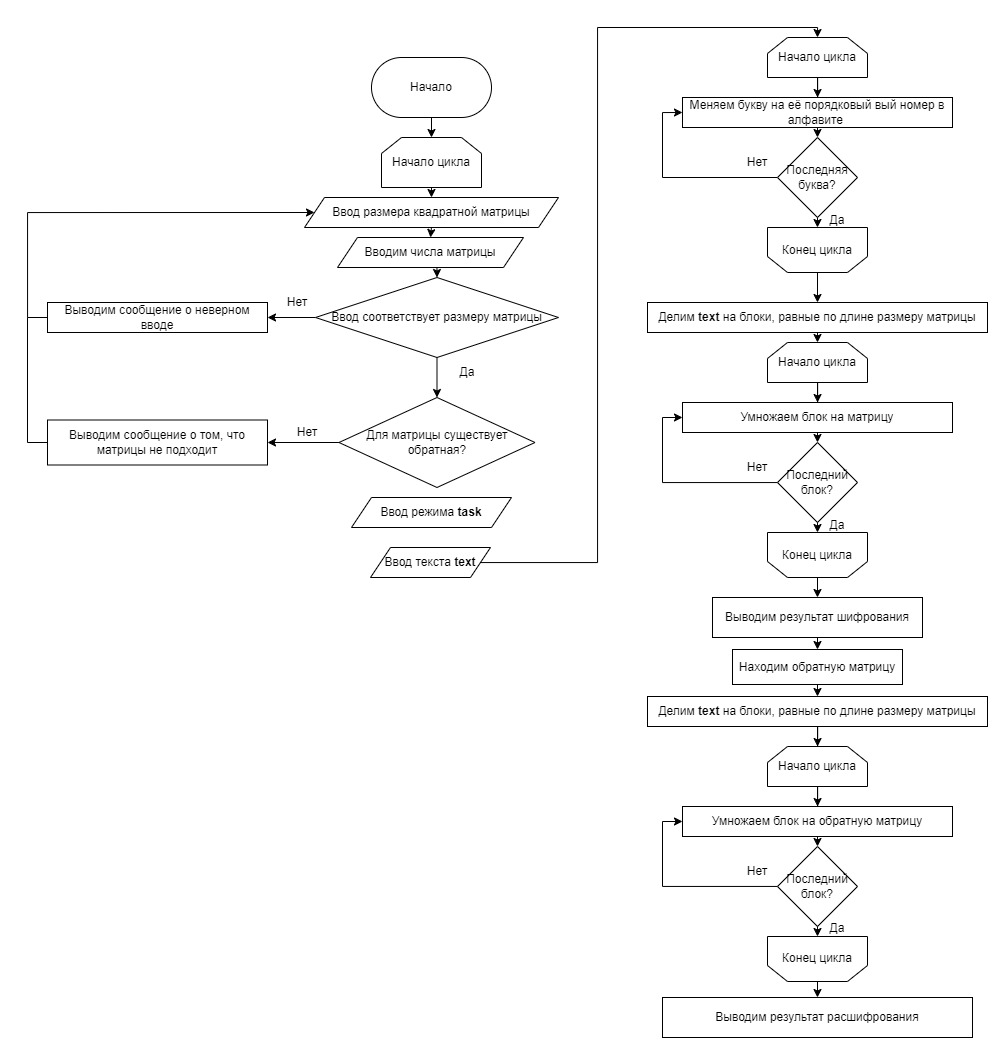 Начало
Начало цикла
Ввод размера квадратной матрицы
Вводим числа матрицы
Ввод соответствует размеру матрицы
Нет
Выводим сообщение о неверном
вводе
Да
Для матрицы существует
обратная?
Нет
Выводим сообщение о том, что
матрицы не подходит
Ввод режима task
Ввод текста text
Начало цикла
Меняем букву на её порядковый вый номер в
алфавите
Нет
Последняя
буква?
Да
Конец цикла
Делим text на блоки, равные по длине размеру матрицы
Начало цикла
Умножаем блок на матрицу
Нет
Последний
блок?
Да
Конец цикла
Выводим результат шифрования
Находим обратную матрицу
Делим text на блоки, равные по длине размеру матрицы
Начало цикла
Умножаем блок на обратную матрицу
Нет
Последний
блок?
Да
Конец цикла
Выводим результат расшифрования